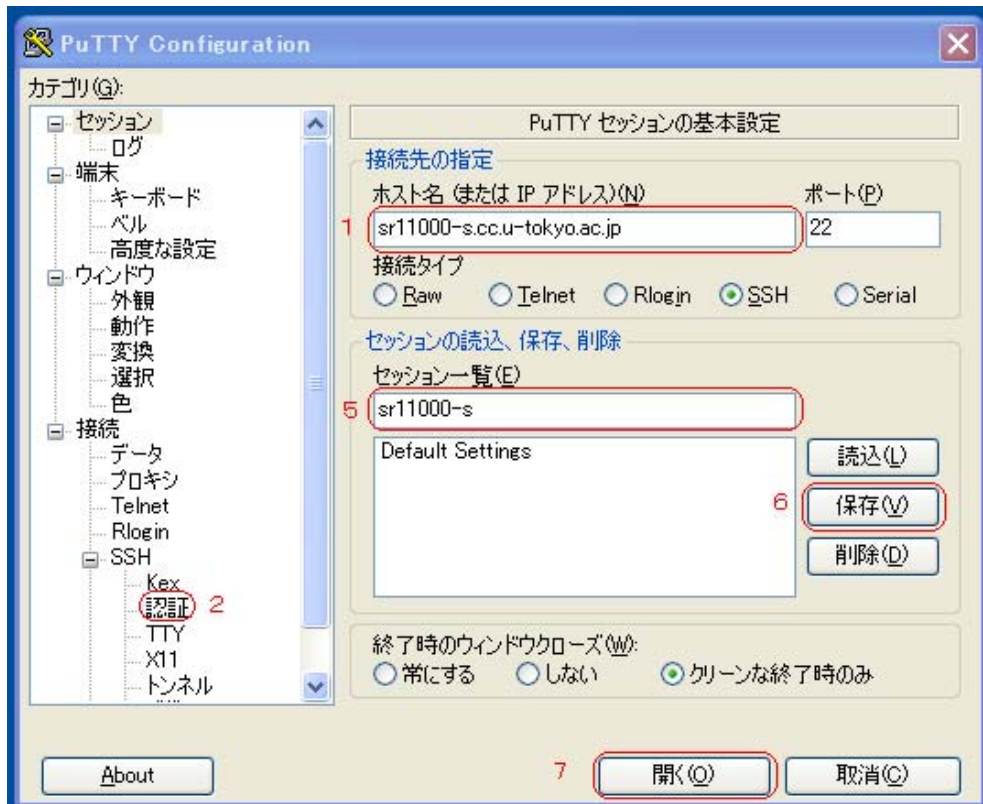 PuTTY Configuration
カテゴリ(G):
セッション
ログ
端末
キーボード
ベル
高度な設定
ウィンドウ
外観
動作
変換
選択
色
接続
データ
プロキシ
Telnet
Rlogin
SSH
Kex
認証 2
TTY
X11
トンネル
PuTTY セッションの基本設定
接続先の指定
ホスト名 (または IP アドレス)(N) ポート(P)
1 sr11000-s.cc.u-tokyo.ac.jp 22
接続タイプ
Raw Telnet Rlogin SSH Serial
セッションの読込、保存、削除
セッション一覧(E)
5 sr11000-s
Default Settings
読込(L)
6 保存(V)
削除(D)
終了時のウィンドウクローズ(W):
常にする しない クリーンな終了時のみ
About 7 開く(O) 取消(C)